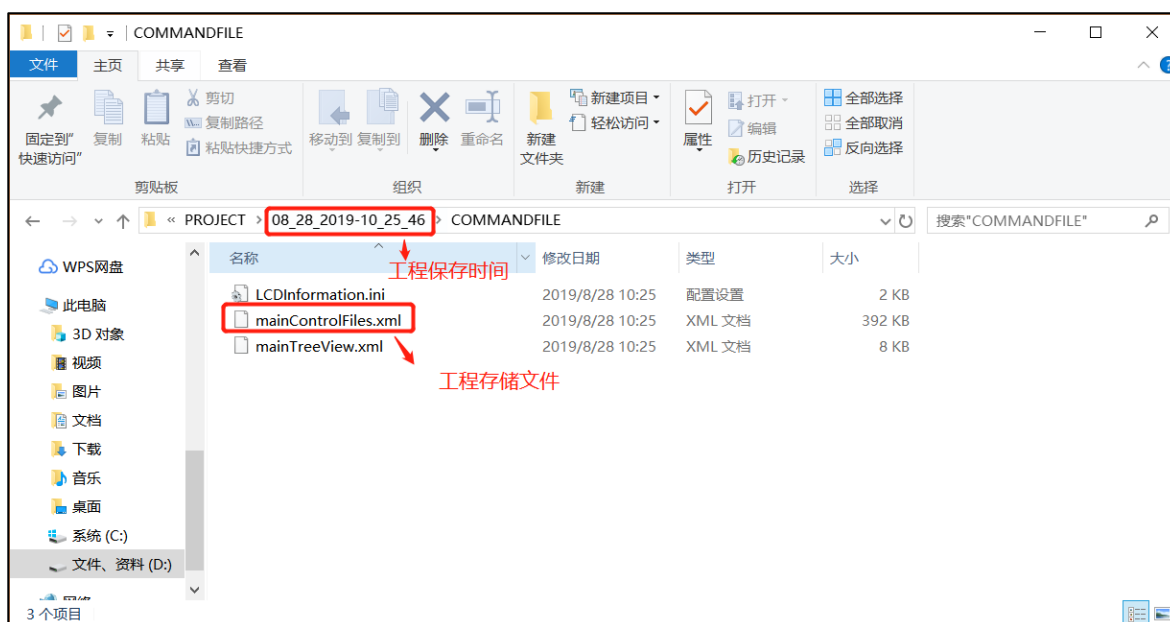 COMMANDFILE
文件 主页 共享 查看
固定到"快速访问"
复制
粘贴
剪切
复制路径
粘贴快捷方式
移动到
复制到
删除
重命名
新建
文件夹
新建项目
轻松访问
属性
打开
编辑
历史记录
全部选择
全部取消
反向选择
剪贴板 组织 新建 打开 选择
« PROJECT > 08_28_2019-10_25_46 > COMMANDFILE
搜索"COMMANDFILE"
名称 修改日期 类型 大小
工程保存时间
LCDInformation.ini 2019/8/28 10:25 配置设置 2 KB
mainControlFiles.xml 2019/8/28 10:25 XML 文档 392 KB
mainTreeView.xml 2019/8/28 10:25 XML 文档 8 KB
工程存储文件
WPS网盘
此电脑
3D 对象
视频
图片
文档
下载
音乐
桌面
系统 (C:)
文件、资料 (D:)
3 个项目